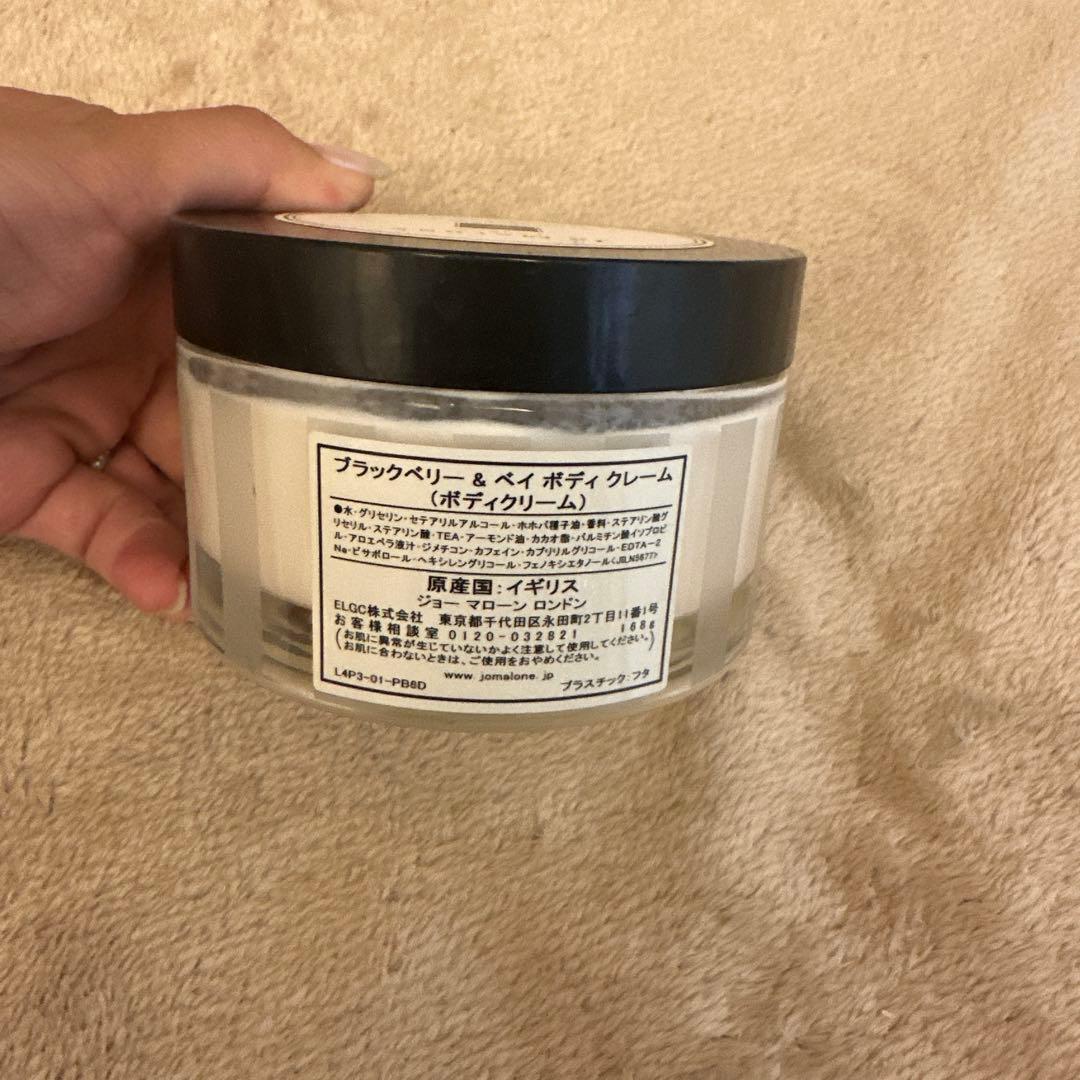 ブラックベリー & ベイ ボディ クレーム
（ボディクリーム）
●水・グリセリン・セテアリルアルコール・ホホバ種子油・香料・ステアリン酸グ
リセリル・ステアリン酸・TEA・アーモンド油・カカオ脂・パルミチン酸イソプロピ
ル・アロエベラ液汁・ジメチコン・カフェイン・カプリリルグリコール・EDTA-2
Na・ビサボロール・ヘキシレングリコール・フェノキシエタノール<JBLN5677>
原産国：イギリス
ジョー マローン ロンドン
ELGC株式会社 東京都千代田区永田町2丁目11番1号
お客様相談室 0120-032821 168g
（お肌に異常が生じていないかよく注意して使用してください。
お肌に合わないときは、ご使用をおやめください。）
www.jomalone.jp
L4P3-01-PB8D プラスチック：フタ